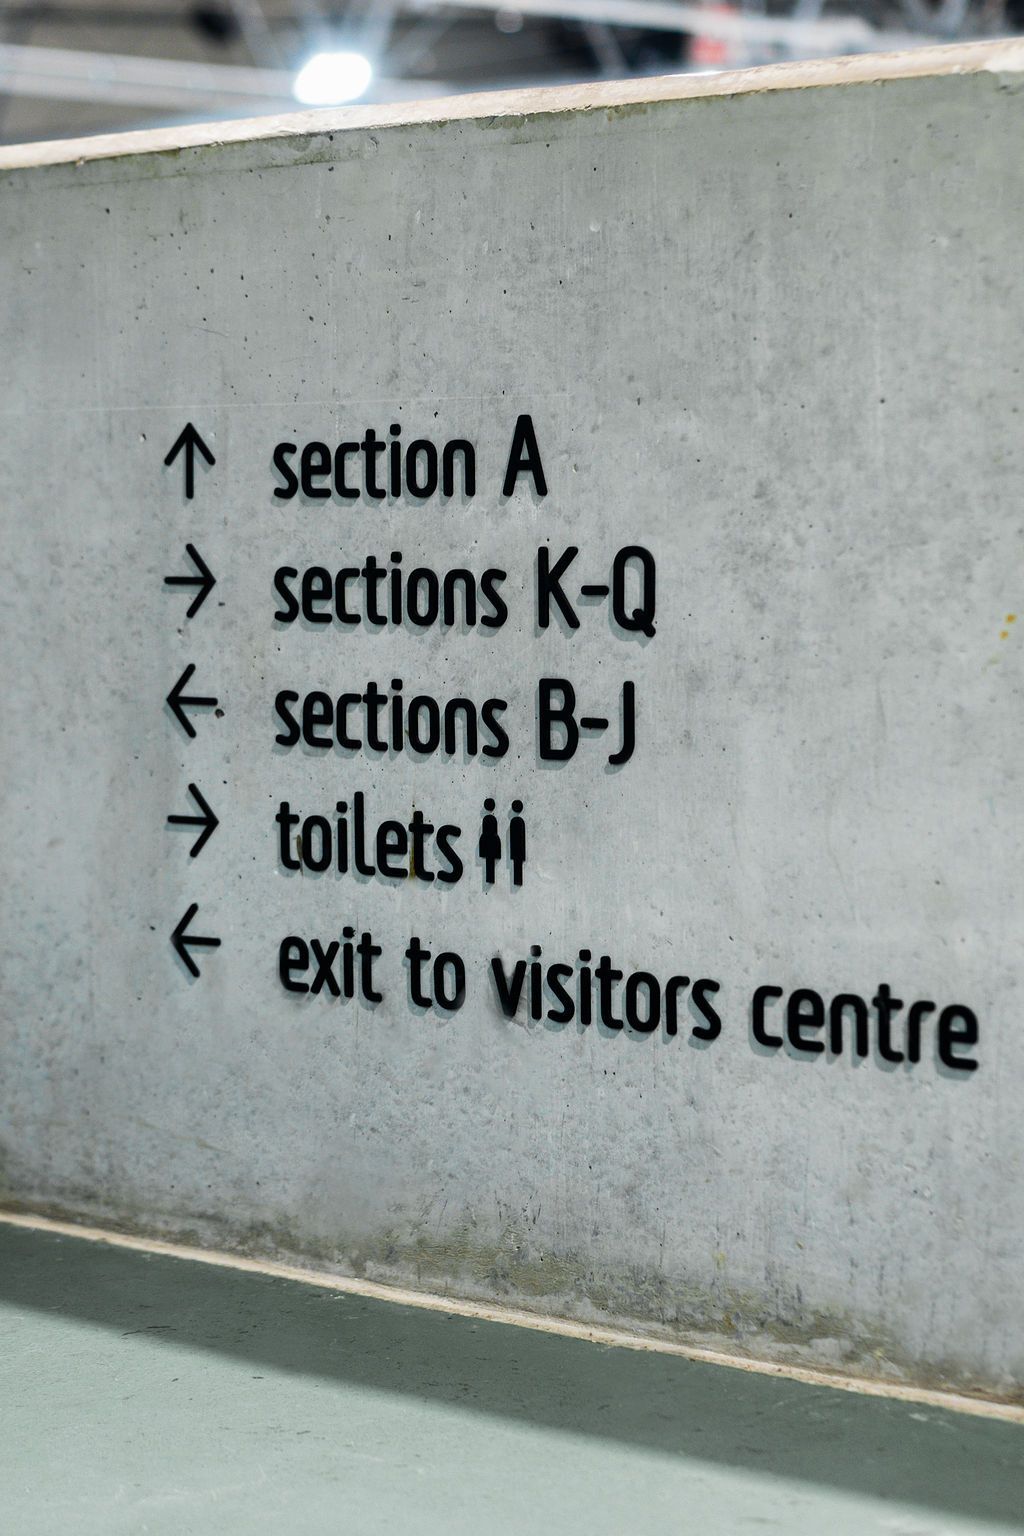 ↑ section A
→ sections K-Q
← sections B-J
→ toilets
← exit to visitors centre